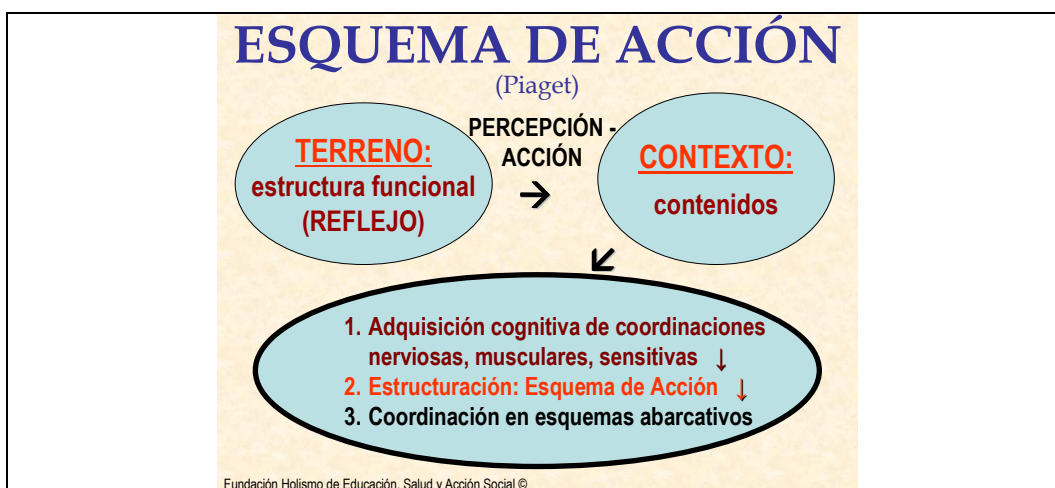 ESQUEMA DE ACCIÓN
(Piaget)
TERRENO:
estructura funcional
(REFLEJO)
PERCEPCIÓN -
ACCIÓN
→
CONTEXTO:
contenidos
↙
1. Adquisición cognitiva de coordinaciones
nerviosas, musculares, sensitivas ↓
2. Estructuración: Esquema de Acción ↓
3. Coordinación en esquemas abarcativos
Fundación Holismo de Educación, Salud y Acción Social ©